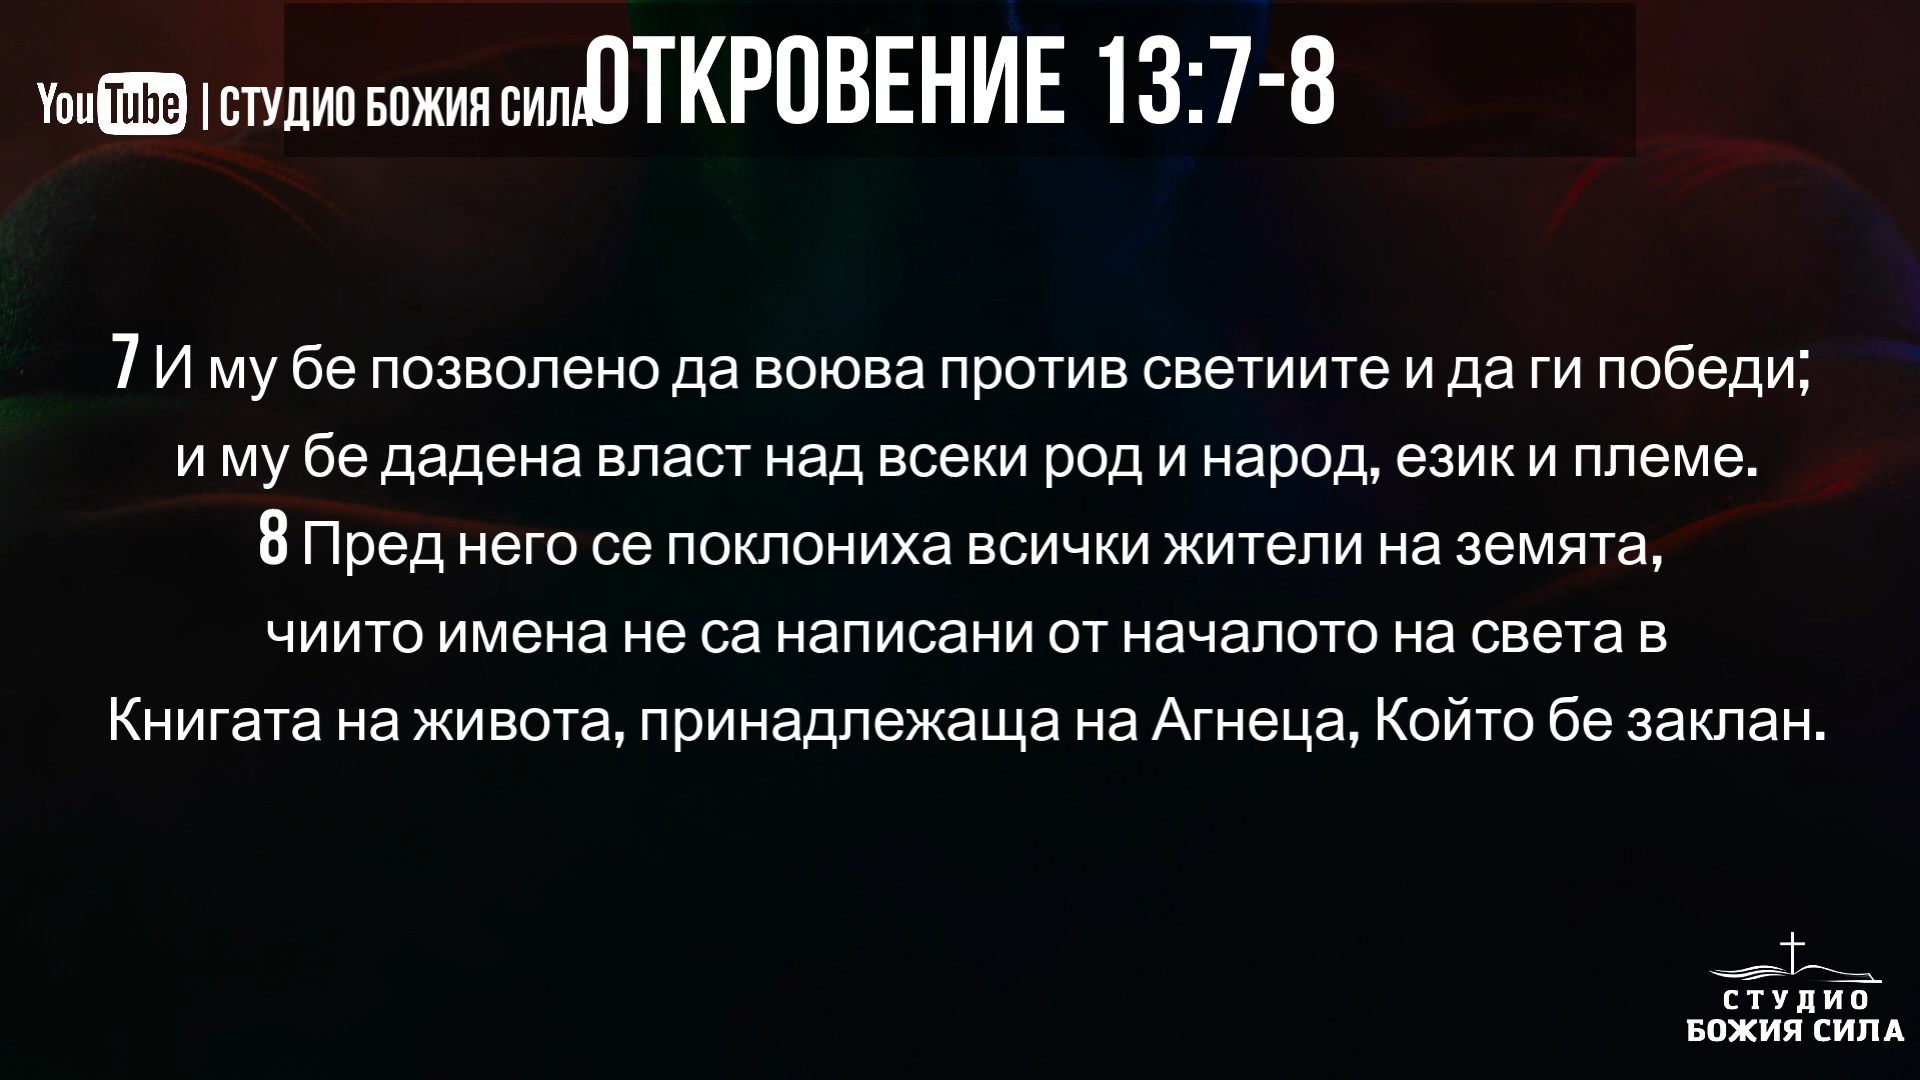 ОТКРОВЕНИЕ 13:7-8
YouTube | СТУДИО БОЖИЯ СИЛА
7 И му бе позволено да воюва против светиите и да ги победи;
и му бе дадена власт над всеки род и народ, език и племе.
8 Пред него се поклониха всички жители на земята,
чиито имена не са написани от началото на света в
Книгата на живота, принадлежаща на Агнеца, Който бе заклан.
СТУДИО
БОЖИЯ СИЛА